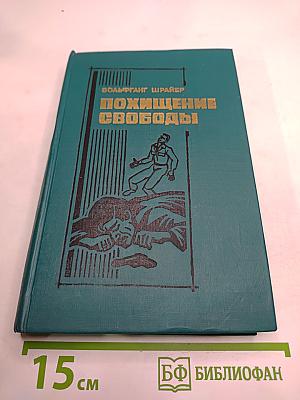 ВОЛЬФГАНГ ШРАЙЕР
ПОХИЩЕНИЕ
СВОБОДЫ
15 см
БФ БИБЛИОФАН